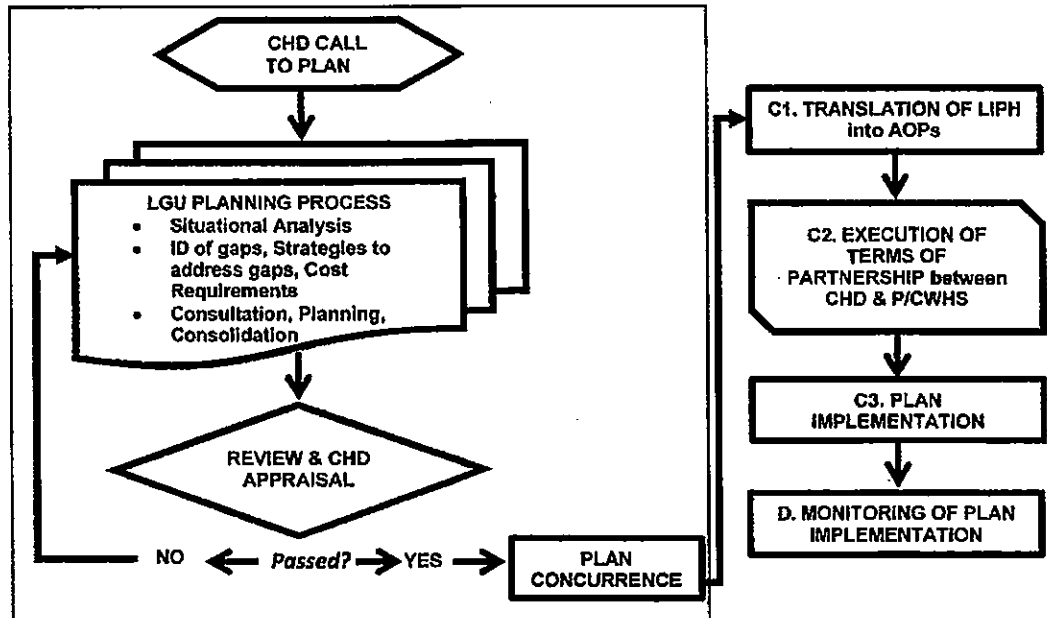 CHD CALL
TO PLAN
LGU PLANNING PROCESS
• Situational Analysis
• ID of gaps, Strategies to
address gaps, Cost
Requirements
• Consultation, Planning,
Consolidation
REVIEW & CHD
APPRAISAL
NO Passed? YES
PLAN
CONCURRENCE
C1. TRANSLATION OF LIPH
into AOPs
C2. EXECUTION OF
TERMS OF
PARTNERSHIP between
CHD & P/CWHS
C3. PLAN
IMPLEMENTATION
D. MONITORING OF PLAN
IMPLEMENTATION